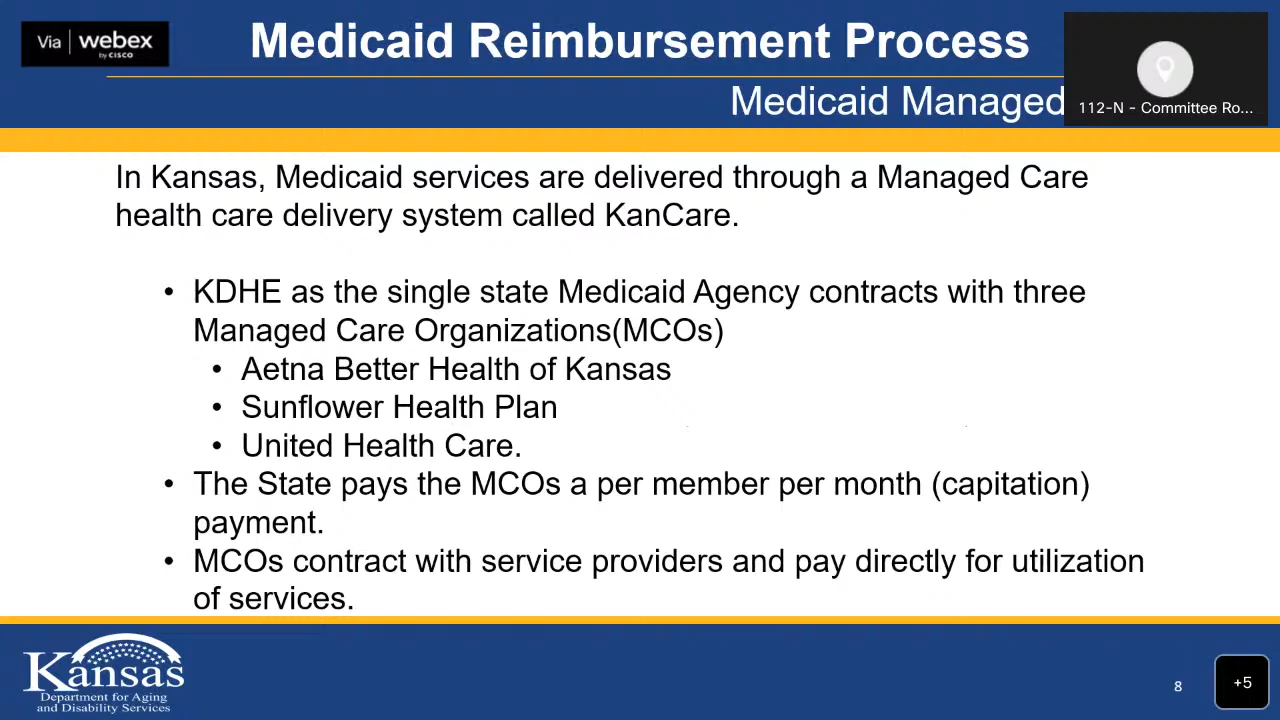 Via | webex
by CISCO
Medicaid Reimbursement Process
Medicaid Managed
112-N - Committee Ro...
In Kansas, Medicaid services are delivered through a Managed Care
health care delivery system called KanCare.
• KDHE as the single state Medicaid Agency contracts with three
Managed Care Organizations(MCOs)
• Aetna Better Health of Kansas
• Sunflower Health Plan
• United Health Care.
• The State pays the MCOs a per member per month (capitation)
payment.
• MCOs contract with service providers and pay directly for utilization
of services.
Kansas
Department for Aging
and Disability Services
8
+5